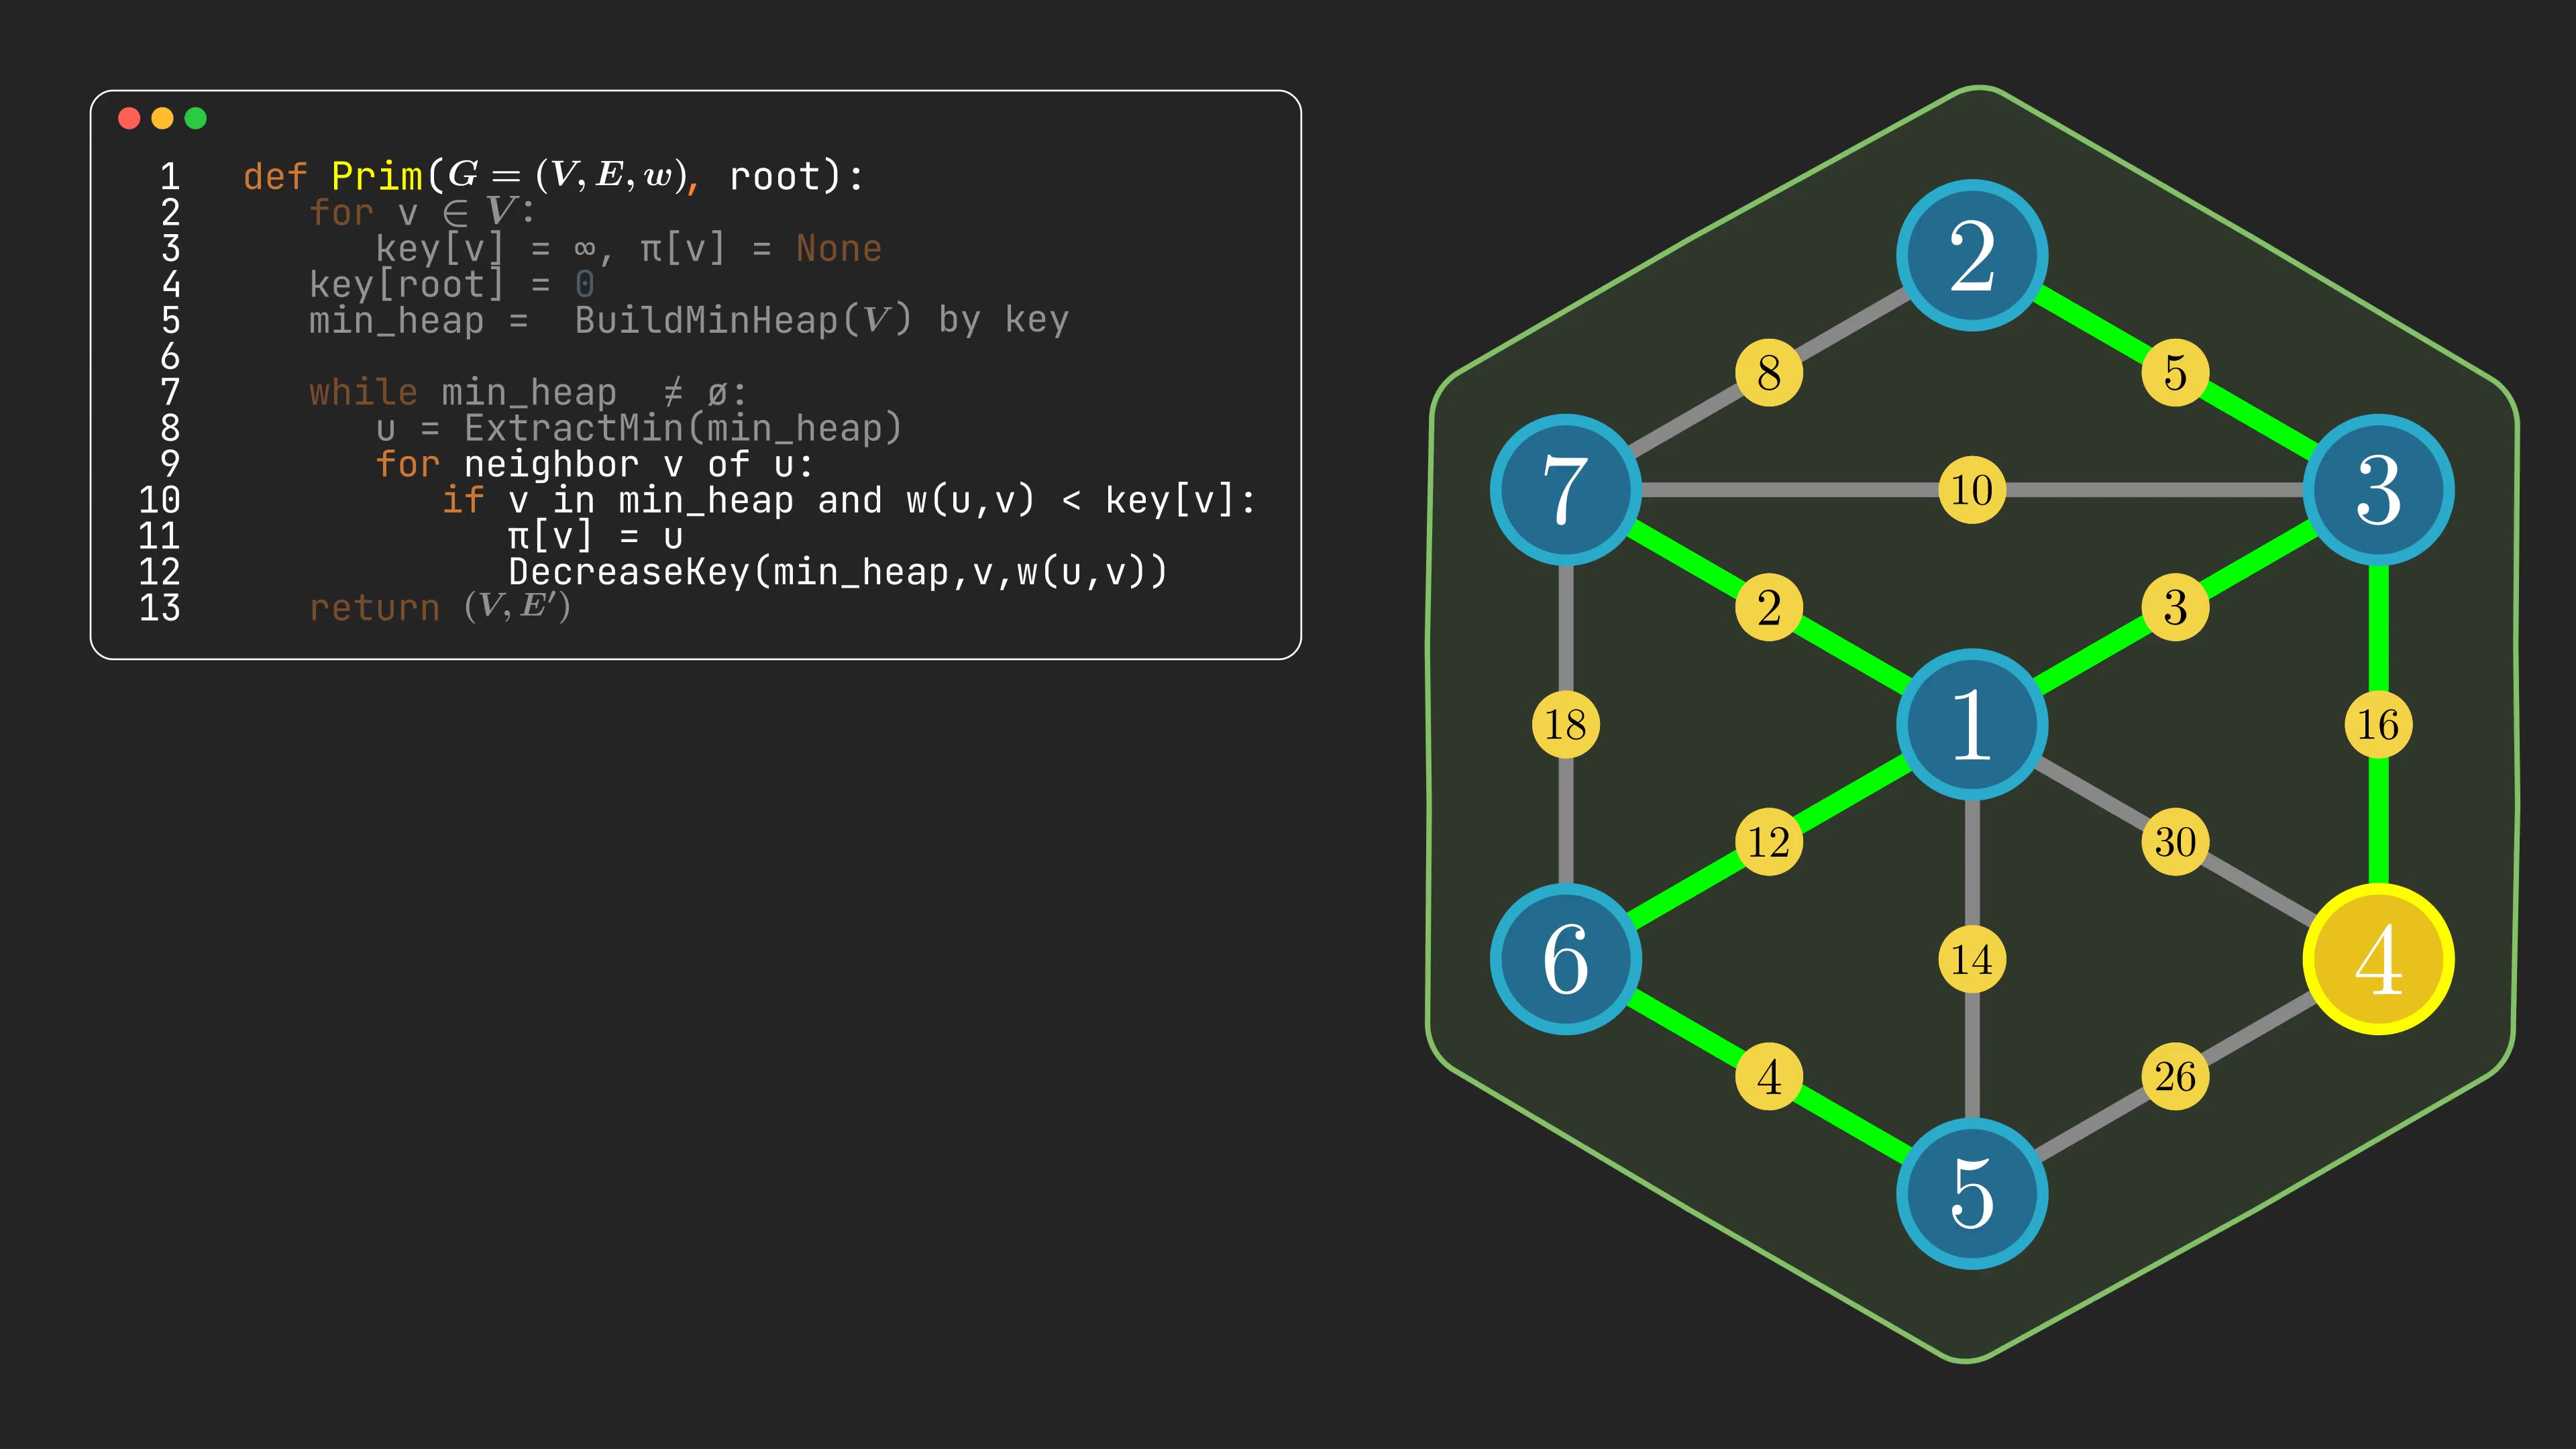 1 def Prim(G = (V, E, w), root):
2 for v ∈ V:
3 key[v] = ∞, π[v] = None
4 key[root] = 0
5 min_heap = BuildMinHeap(V) by key
6
7 while min_heap ≠ ø:
8 u = ExtractMin(min_heap)
9 for neighbor v of u:
10 if v in min_heap and w(u,v) < key[v]:
11 π[v] = u
12 DecreaseKey(min_heap,v,w(u,v))
13 return (V, E′)
2
8 5
7 10 3
2 3
18 1 16
12 30
6 14 4
4 26
5